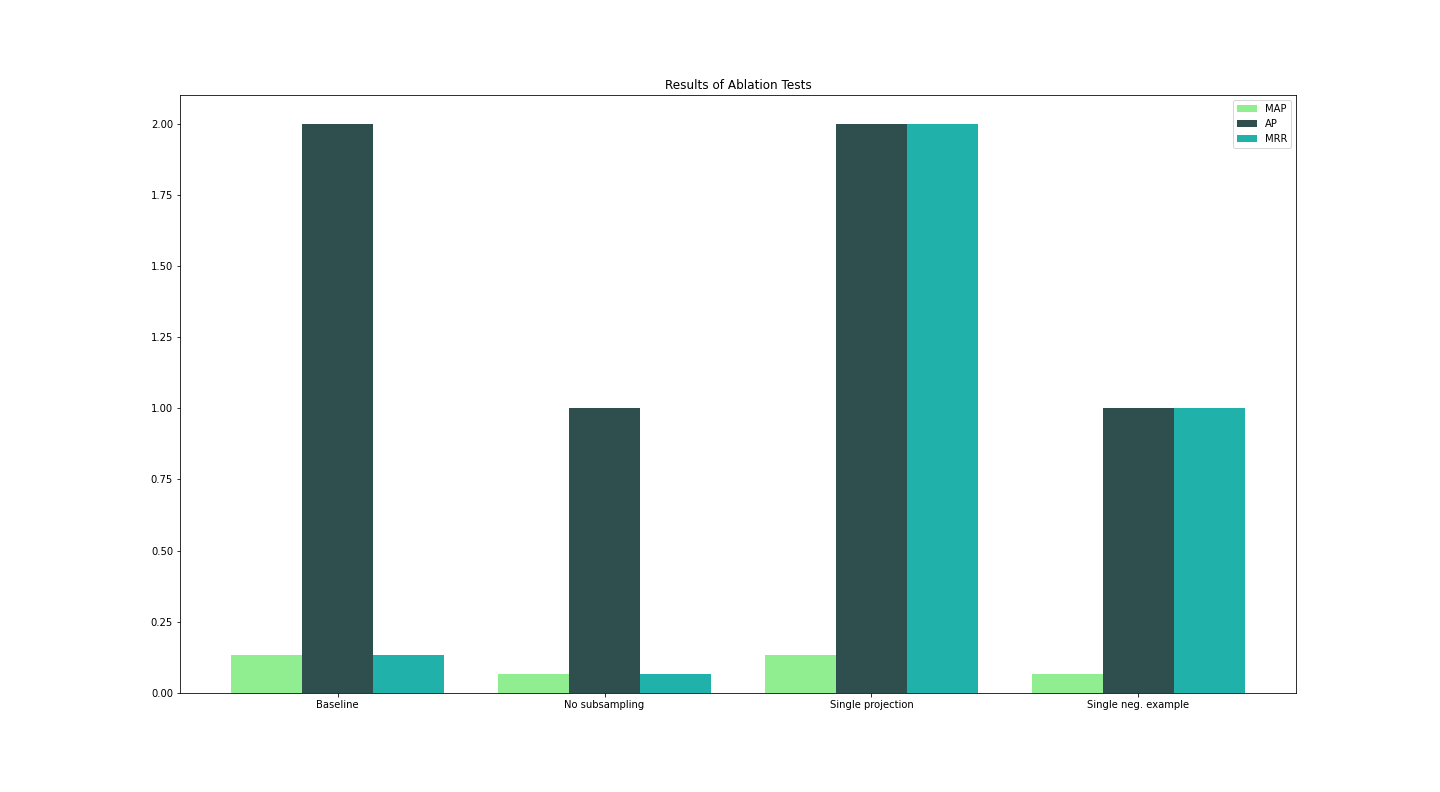 Results of Ablation Tests
MAP
AP
MRR
2.00
1.75
1.50
1.25
1.00
0.75
0.50
0.25
0.00
Baseline
No subsampling
Single projection
Single neg. example